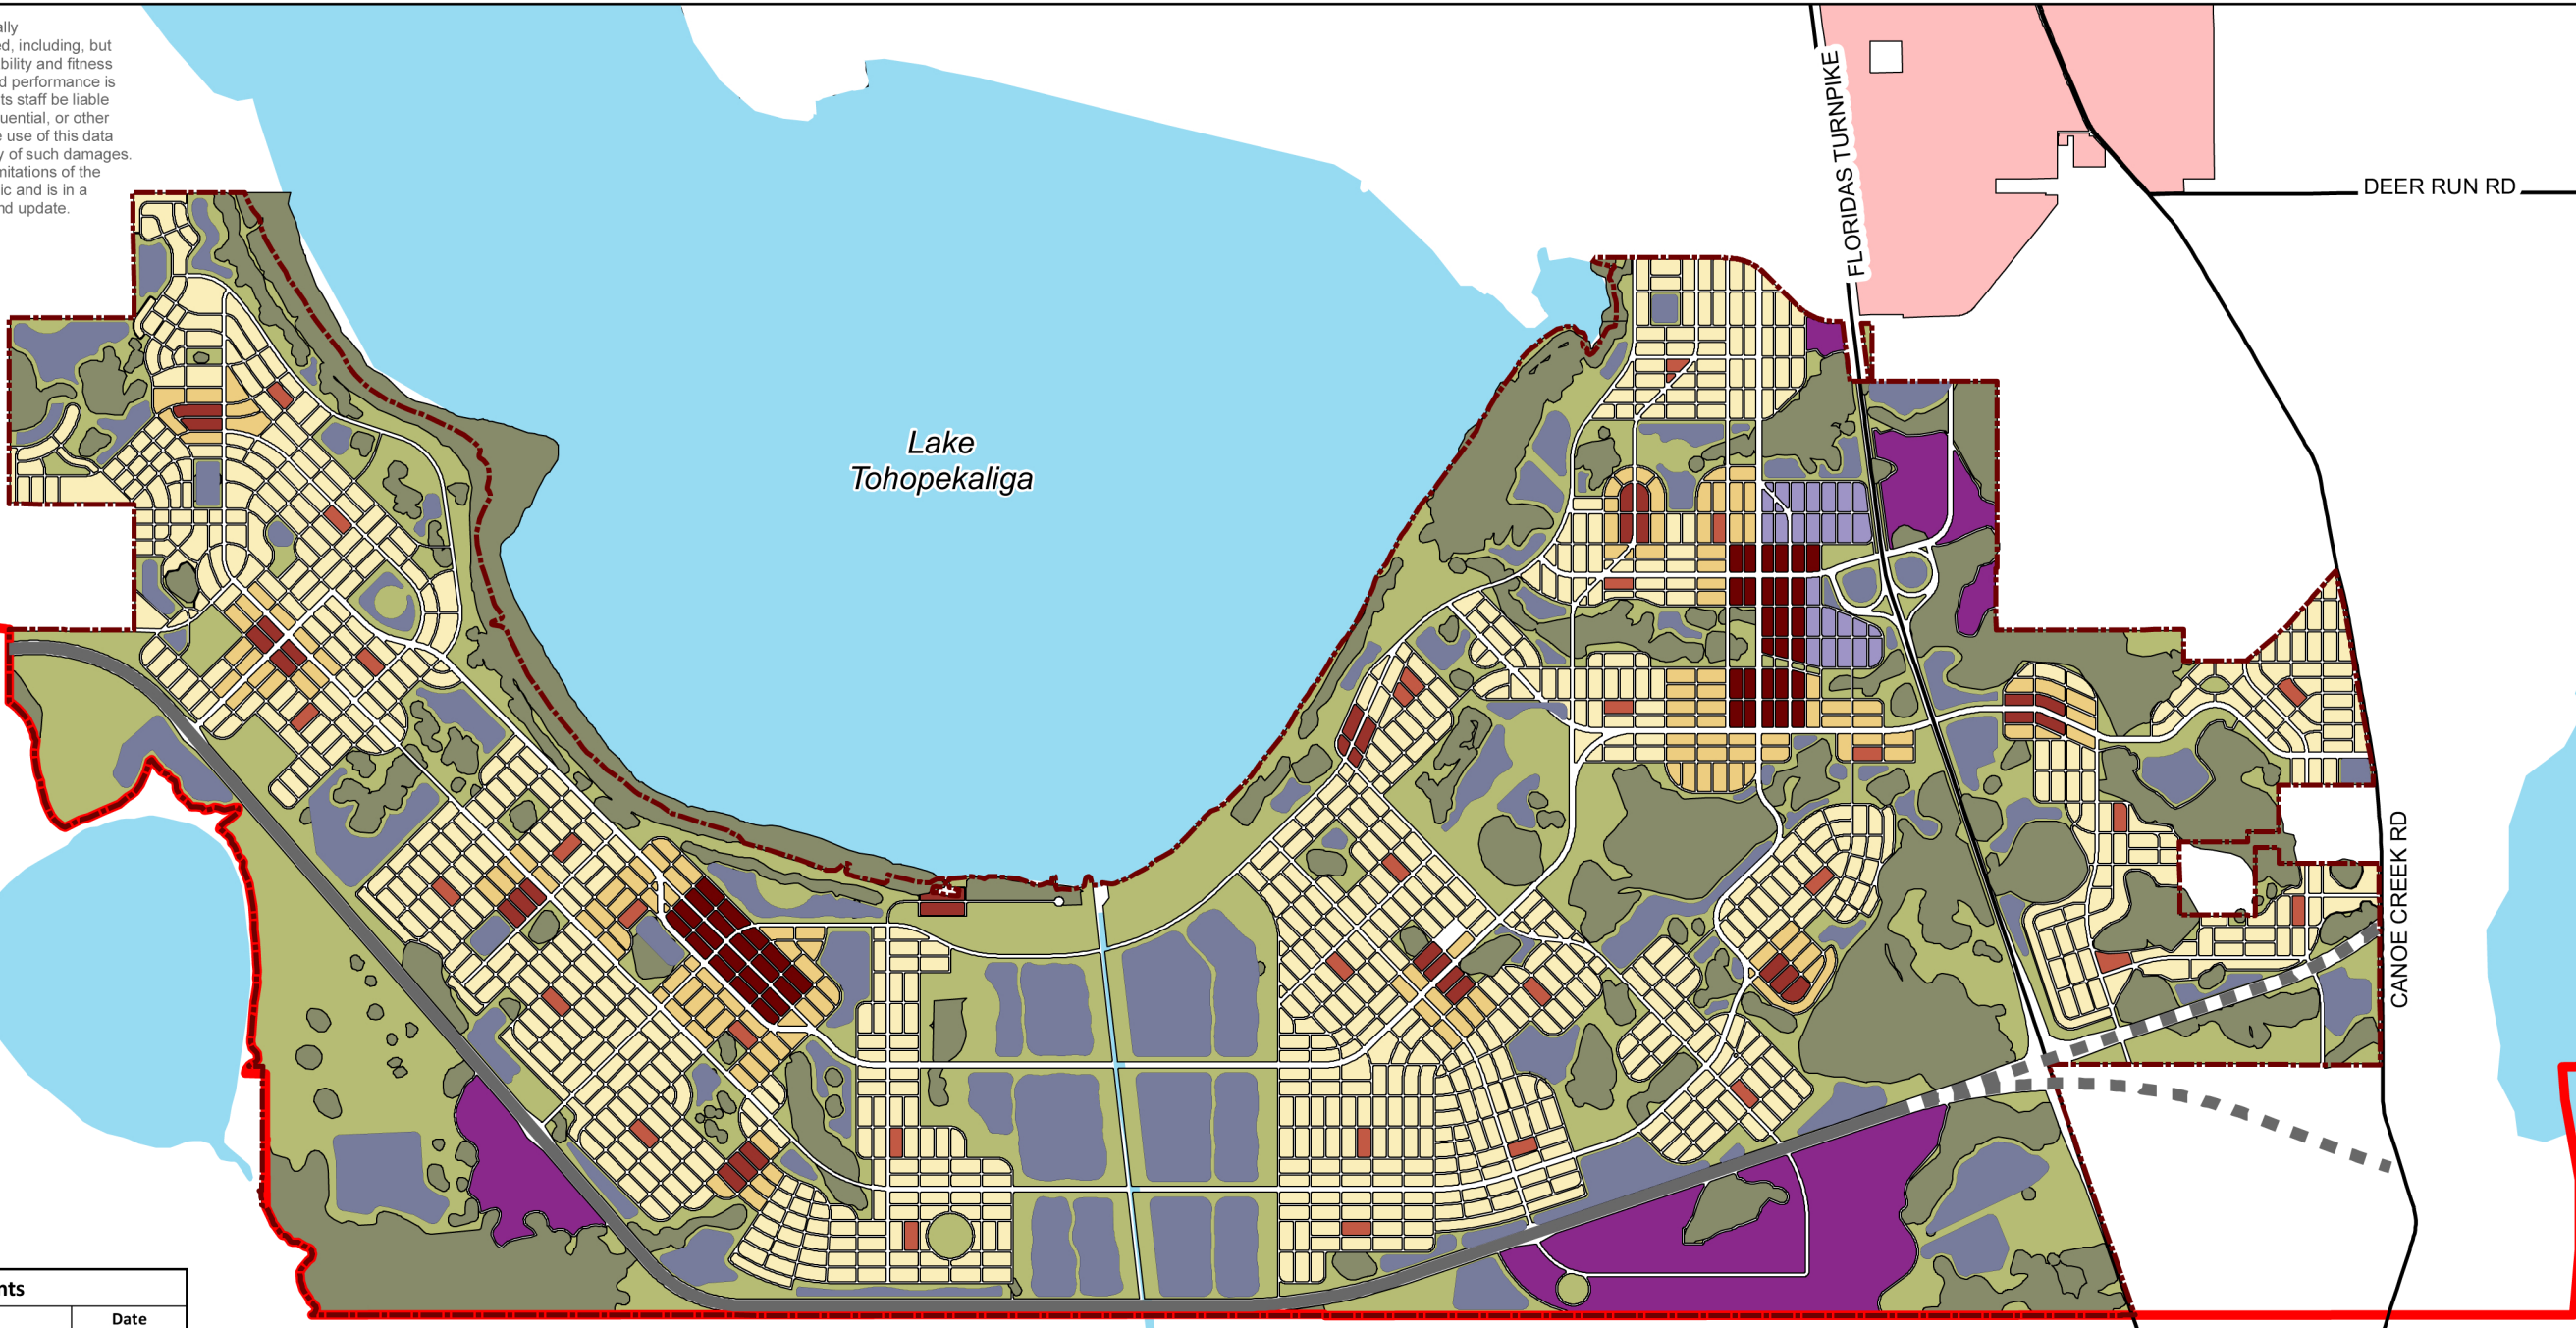 ally
ed, including, but
bility and fitness
d performance is
ts staff be liable
uential, or other
e use of this data
y of such damages.
mitations of the
ic and is in a
nd update.
FLORIDAS TURNPIKE
DEER RUN RD
Lake
Tohopekaliga
CANOE CREEK RD
nts
Date